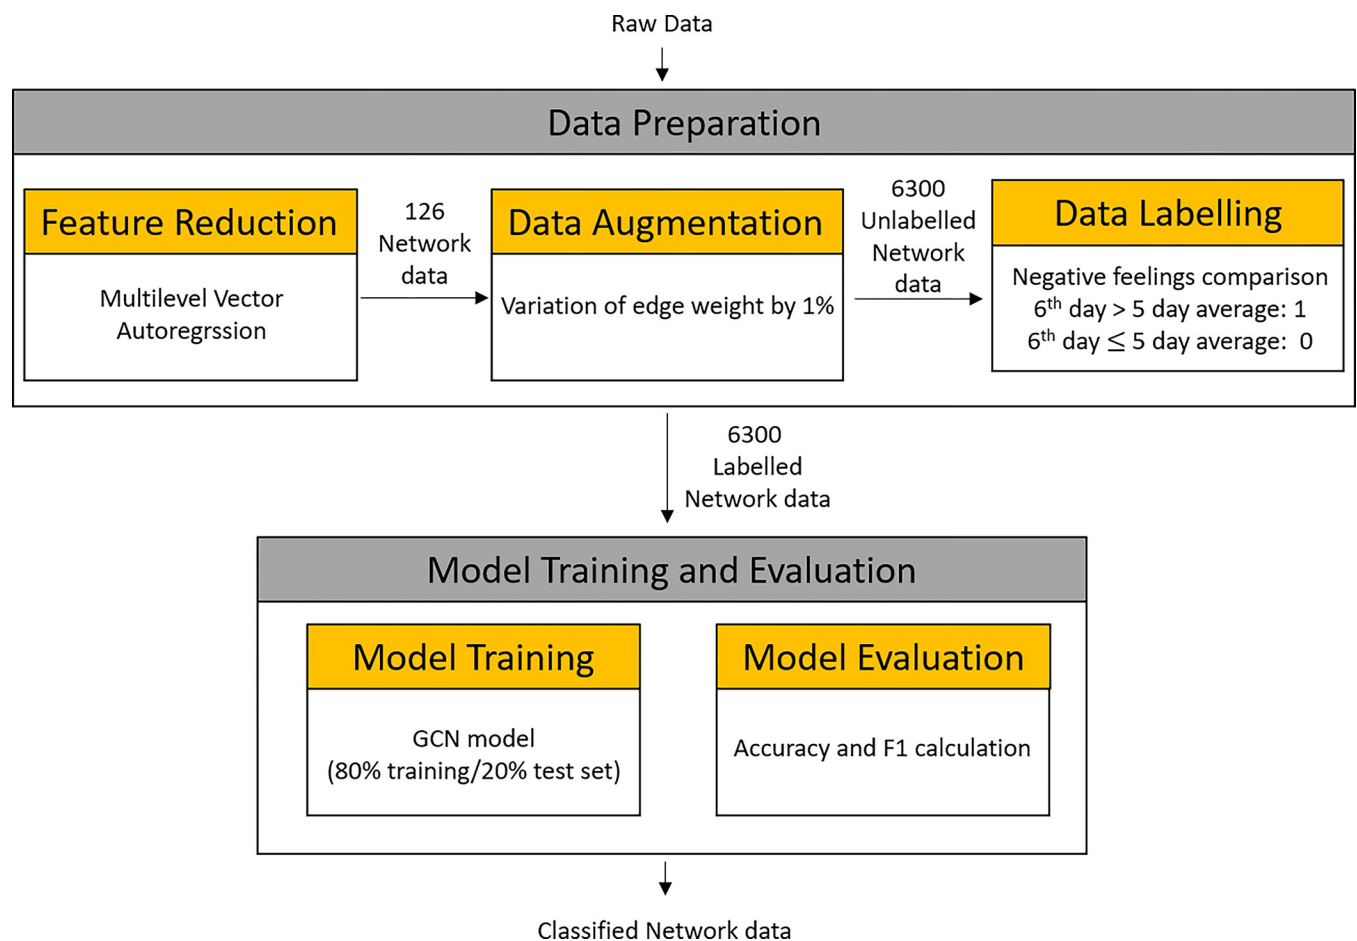 Raw Data
Data Preparation
Feature Reduction
Multilevel Vector
Autoregrssion
126
Network
data
Data Augmentation
Variation of edge weight by 1%
6300
Unlabelled
Network
data
Data Labelling
Negative feelings comparison
6th day > 5 day average: 1
6th day ≤ 5 day average: 0
6300
Labelled
Network data
Model Training and Evaluation
Model Training
GCN model
(80% training/20% test set)
Model Evaluation
Accuracy and F1 calculation
Classified Network data